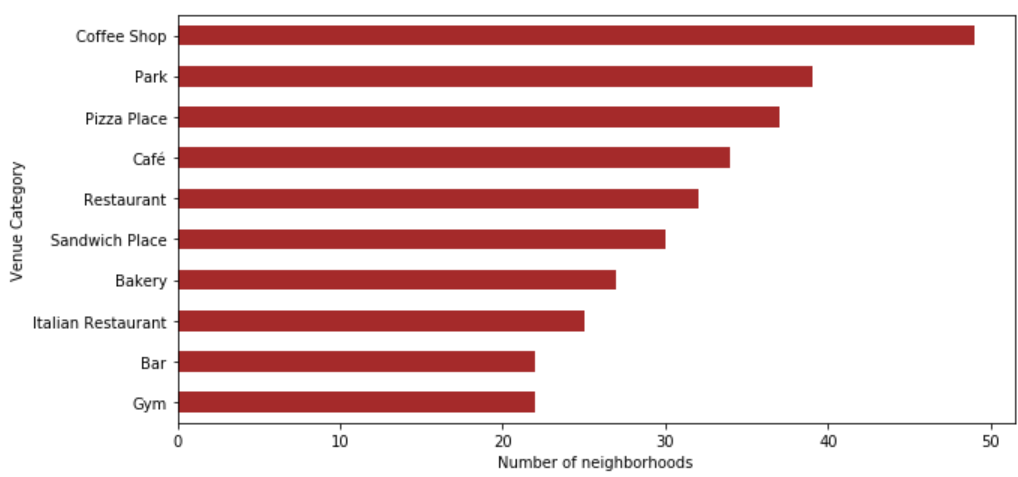 Coffee Shop
Park
Pizza Place
Café
Restaurant
Sandwich Place
Bakery
Italian Restaurant
Bar
Gym
Venue Category
0 10 20 30 40 50
Number of neighborhoods